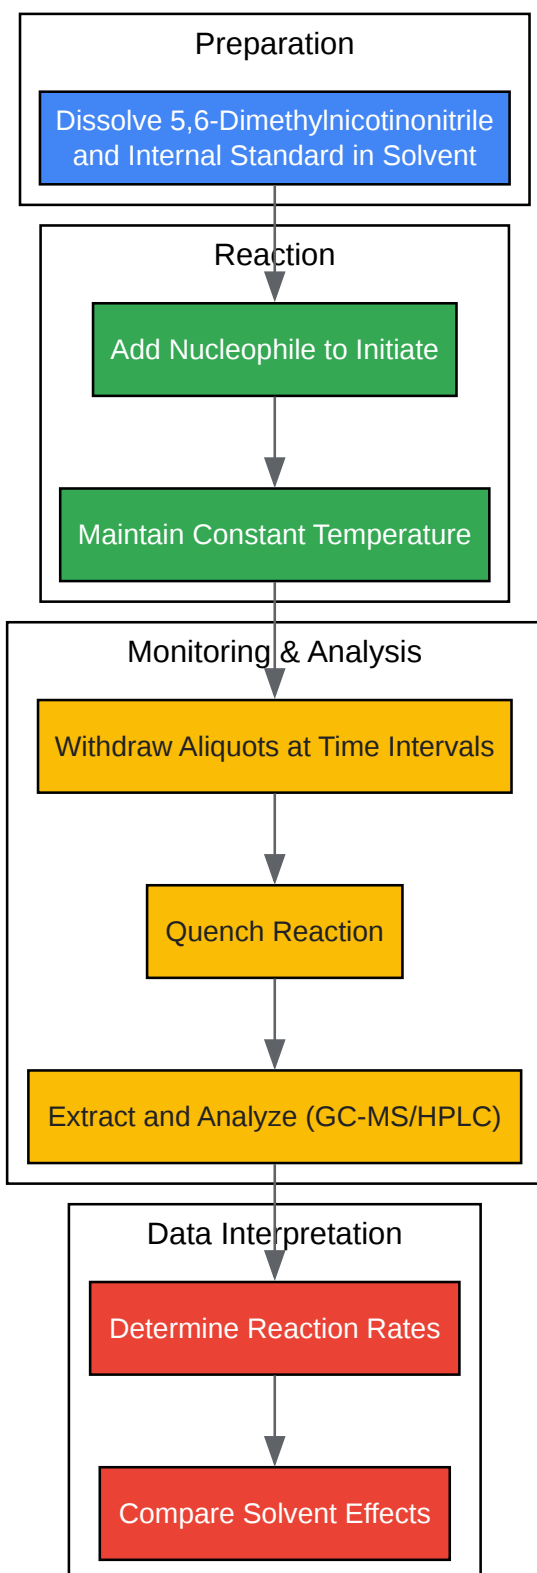 Preparation
Dissolve 5,6-Dimethylnicotinonitrile
and Internal Standard in Solvent
Reaction
Add Nucleophile to Initiate
Maintain Constant Temperature
Monitoring & Analysis
Withdraw Aliquots at Time Intervals
Quench Reaction
Extract and Analyze (GC-MS/HPLC)
Data Interpretation
Determine Reaction Rates
Compare Solvent Effects